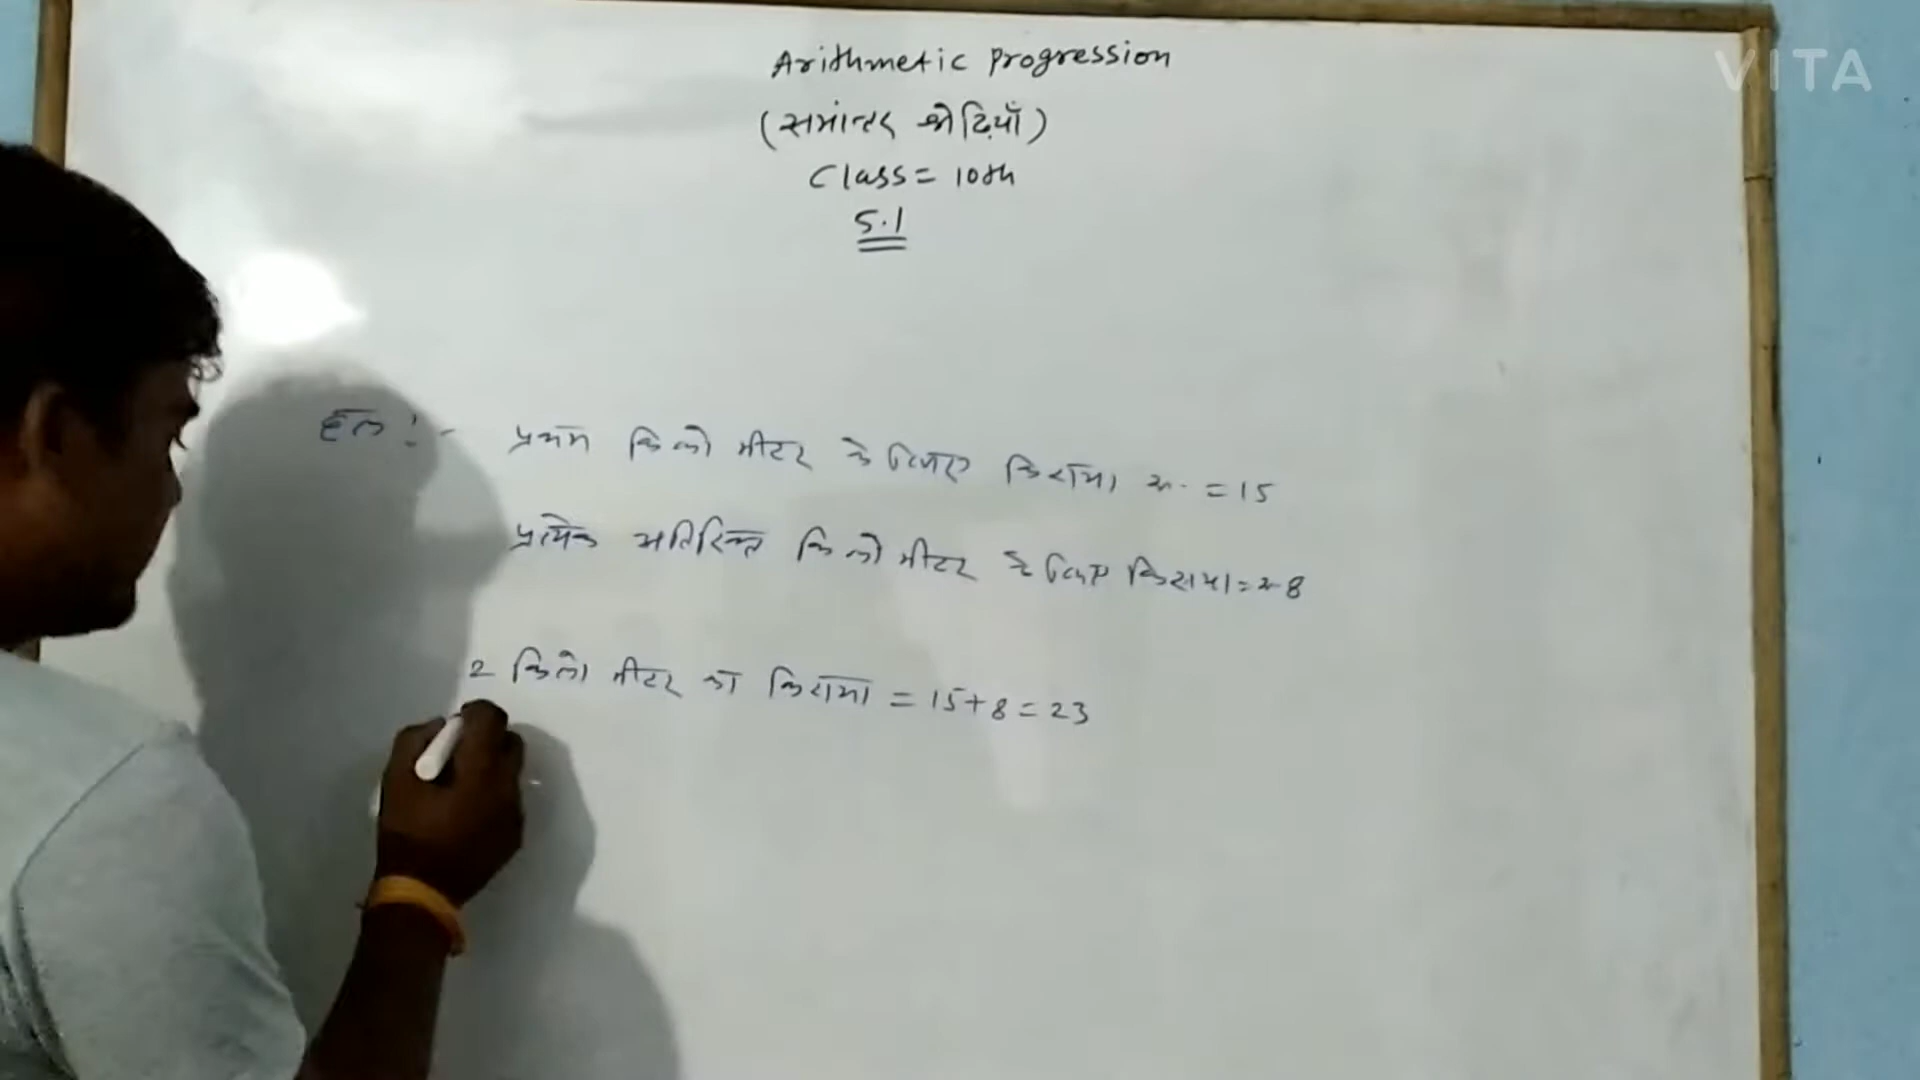 Arithmetic Progression
VITA
(समांतर श्रेढ़ियाँ)
Class = 10th
5.1
हल :- प्रथम किलो मीटर के लिए किराया रू. = 15
प्रत्येक अतिरिक्त किलो मीटर के लिए किराया = रू 8
2 किलो मीटर का किराया = 15+8 = 23